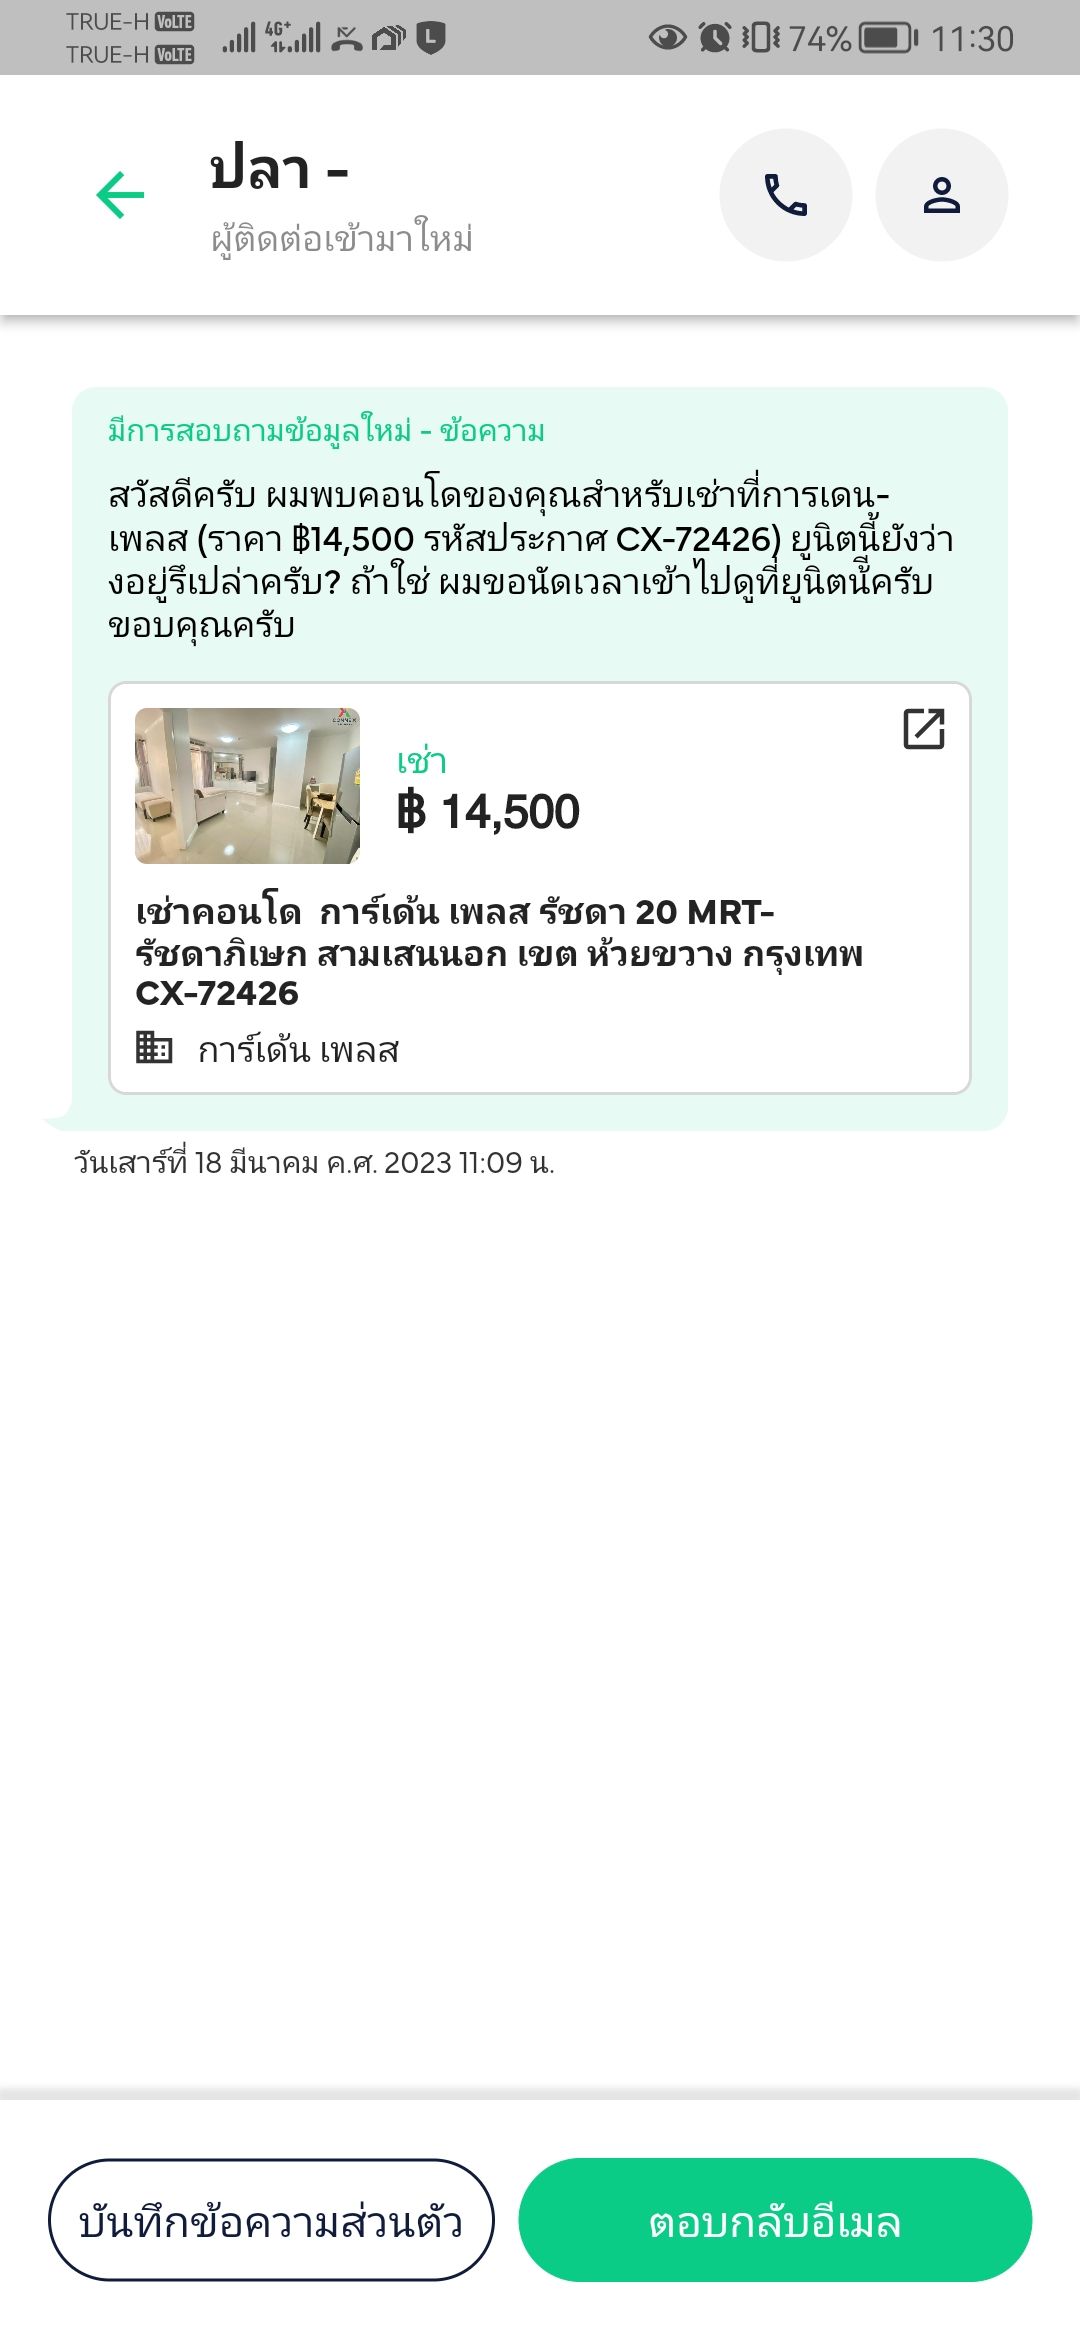 TRUE-H VoLTE
TRUE-H VoLTE
4G+
L
74%
11:30
ปลา -
ผู้ติดต่อเข้ามาใหม่
มีการสอบถามข้อมูลใหม่ - ข้อความ
สวัสดีครับ ผมพบคอนโดของคุณสำหรับเช่าที่การเดน-
เพลส (ราคา ฿14,500 รหัสประกาศ CX-72426) ยูนิตนี้ยังว่า
งอยู่รึเปล่าครับ? ถ้าใช่ ผมขอนัดเวลาเข้าไปดูที่ยูนิตนี้ครับ
ขอบคุณครับ
CONNEX
เช่า
฿ 14,500
เช่าคอนโด  การ์เด้น เพลส รัชดา 20 MRT-
รัชดาภิเษก สามเสนนอก เขต ห้วยขวาง กรุงเทพ
CX-72426
การ์เด้น เพลส
วันเสาร์ที่ 18 มีนาคม ค.ศ. 2023 11:09 น.
บันทึกข้อความส่วนตัว
ตอบกลับอีเมล